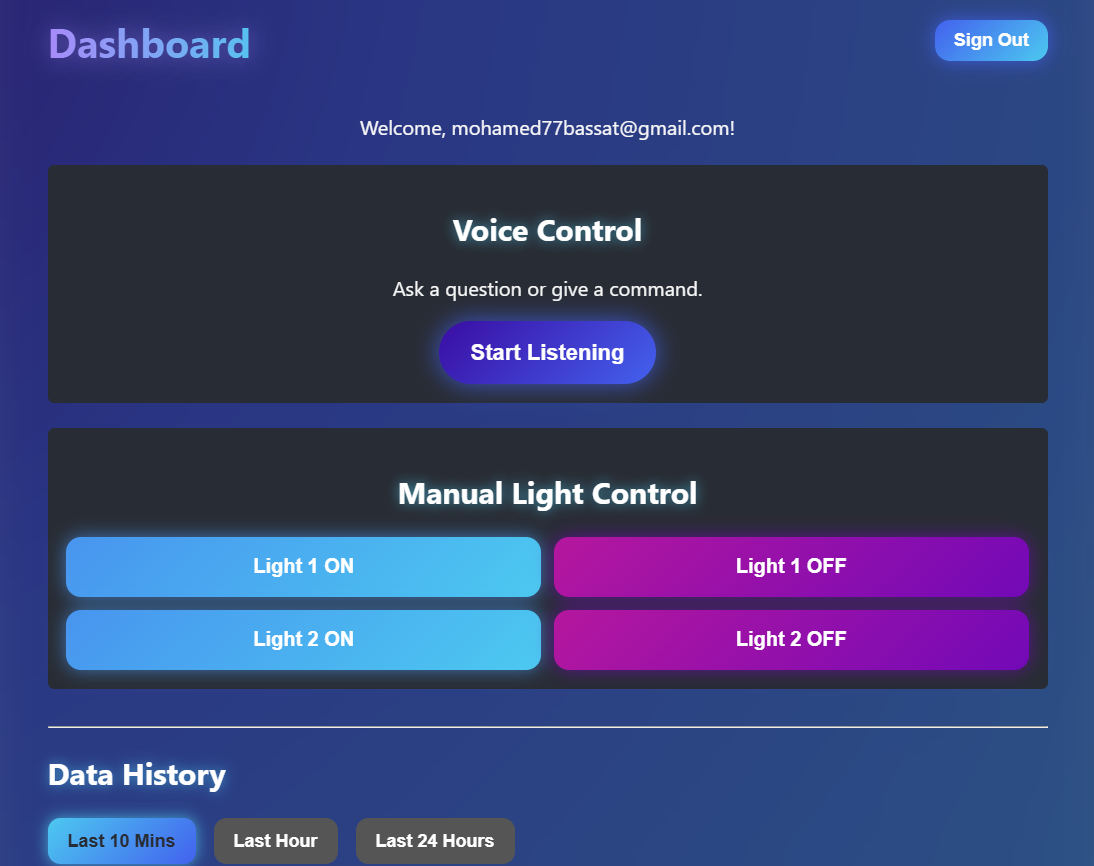 Dashboard
Sign Out
Welcome, mohamed77bassat@gmail.com!
Voice Control
Ask a question or give a command.
Start Listening
Manual Light Control
Light 1 ON
Light 1 OFF
Light 2 ON
Light 2 OFF
Data History
Last 10 Mins
Last Hour
Last 24 Hours